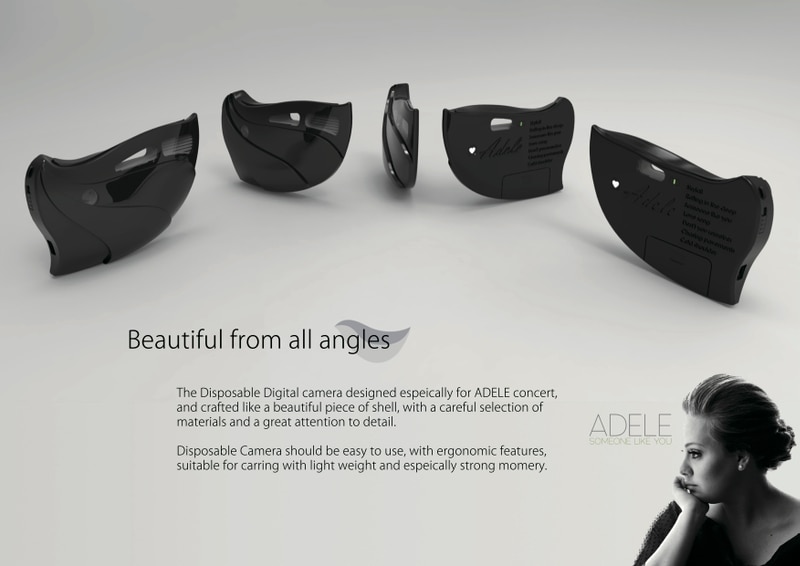 Adele
Adele
Beautiful from all angles
The Disposable Digital camera designed espeically for ADELE concert,
and crafted like a beautiful piece of shell, with a careful selection of
materials and a great attention to detail.
Disposable Camera should be easy to use, with ergonomic features,
suitable for carring with light weight and espeically strong momery.
ADELE
SOMEONE LIKE YOU